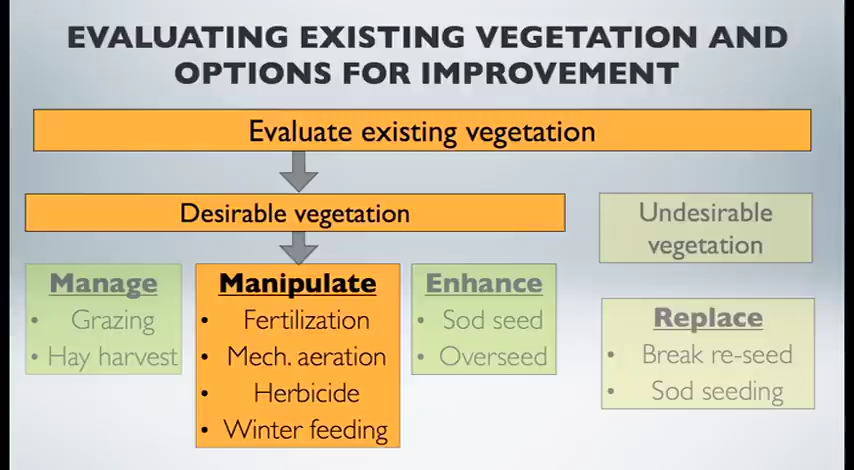 EVALUATING EXISTING VEGETATION AND
OPTIONS FOR IMPROVEMENT
Evaluate existing vegetation
Desirable vegetation
Undesirable
vegetation
Manage
• Grazing
• Hay harvest
Manipulate
• Fertilization
• Mech. aeration
• Herbicide
• Winter feeding
Enhance
• Sod seed
• Overseed
Replace
• Break re-seed
• Sod seeding